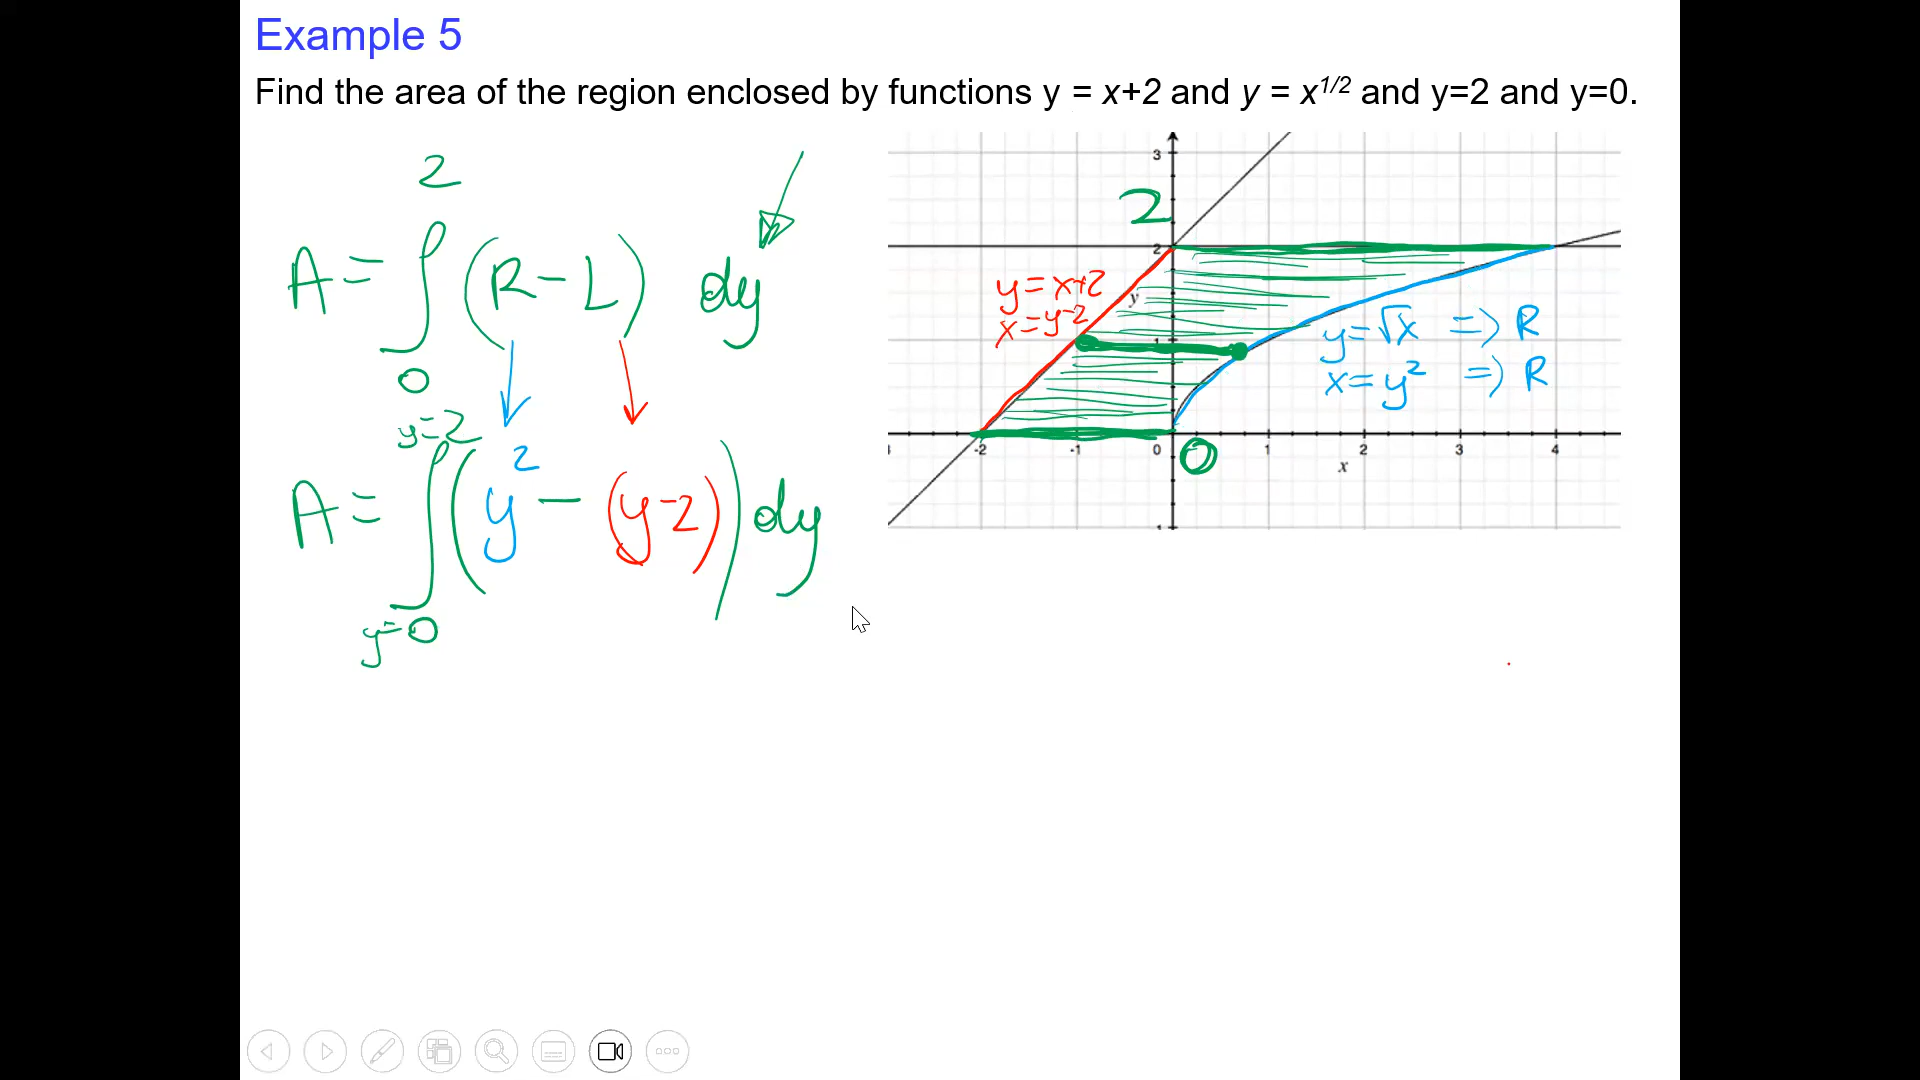 Example 5
Find the area of the region enclosed by functions y = x+2 and y = x^1/2 and y=2 and y=0.
2
A = ∫ (R - L) dy
0
y=2
A = ∫ (y² - (y-2)) dy
y=0
3
2
2
y = x+2
y
x = y-2
1
y = √x => R
x = y² => R
-2 -1 0 0 1 2 3 4
x
1